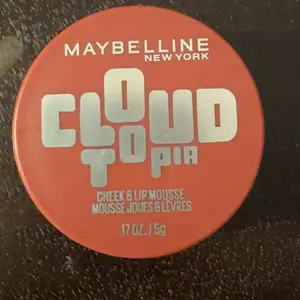 MAYBELLINE
NEW YORK
CLOUD
TOPIA
CHEEK & LIP MOUSSE
MOUSSE JOUES & LÈVRES
.17 OZ. / 5g